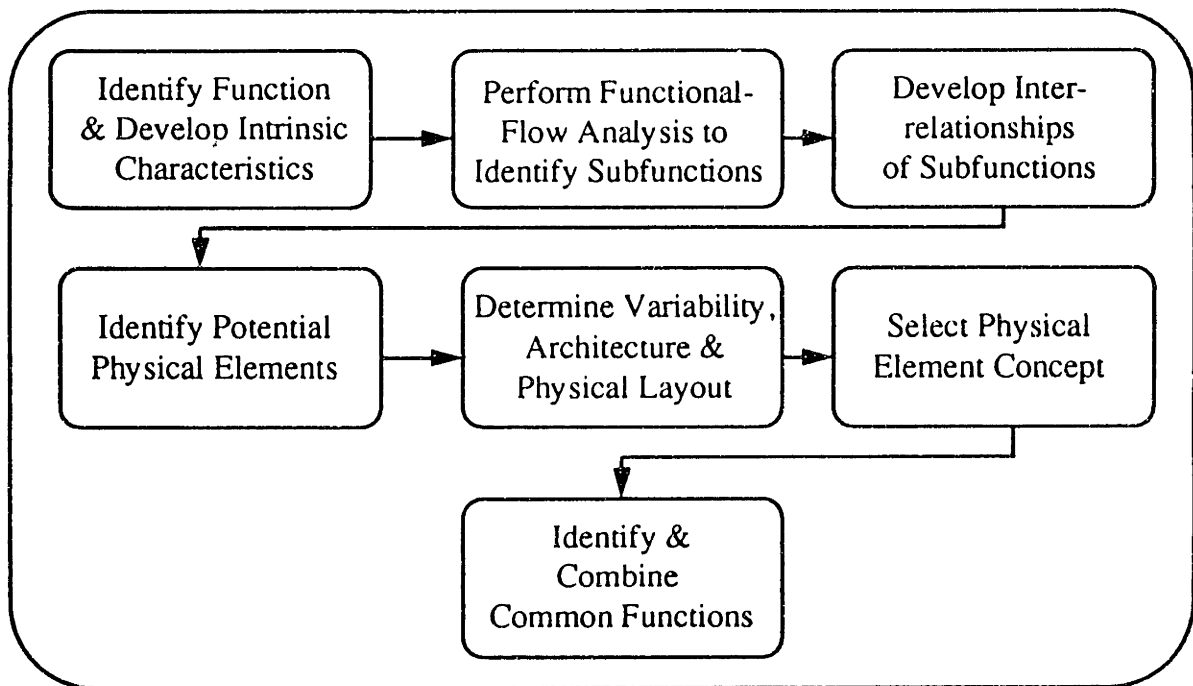 Identify Function
& Develop Intrinsic
Characteristics
Perform Functional-
Flow Analysis to
Identify Subfunctions
Develop Inter-
relationships
of Subfunctions
Identify Potential
Physical Elements
Determine Variability,
Architecture &
Physical Layout
Select Physical
Element Concept
Identify &
Combine
Common Functions